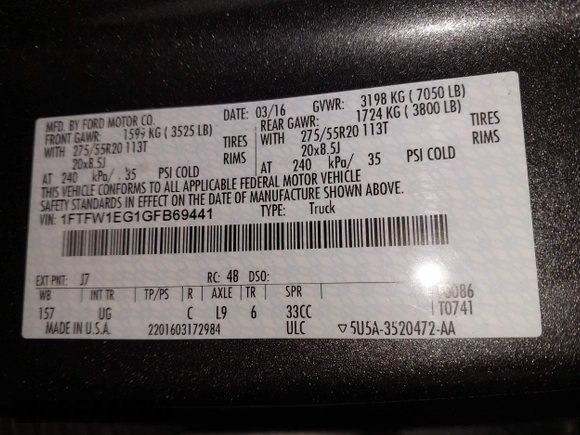 MFD. BY FORD MOTOR CO. DATE: 03/16 GVWR: 3198 KG ( 7050 LB)
FRONT GAWR: 1599 KG (3525 LB) REAR GAWR: 1724 KG ( 3800 LB)
WITH 275/55R20 113T TIRES WITH 275/55R20 113T TIRES
20x8.5J RIMS 20x8.5J RIMS
AT 240 kPa/ 35 PSI COLD AT 240 kPa/ 35 PSI COLD
THIS VEHICLE CONFORMS TO ALL APPLICABLE FEDERAL MOTOR VEHICLE
SAFETY STANDARDS IN EFFECT ON THE DATE OF MANUFACTURE SHOWN ABOVE.
VIN: 1FTFW1EG1GFB69441 TYPE: Truck
EXT PNT: J7 RC: 48 DSO:
WB INT TR TP/PS R AXLE TR SPR
157 UG C L9 6 33CC T0741
MADE IN U.S.A. 2201603172984 ULC ▽5U5A-3520472-AA